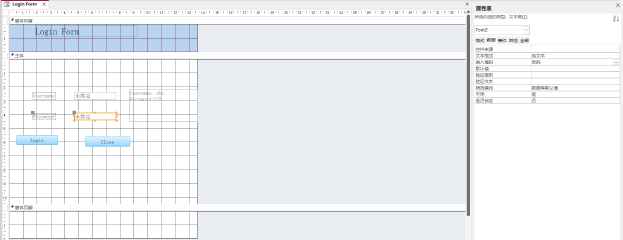 Login Form
窗体页眉
Login Form
主体
Username
未绑定
Password
未绑定
Login
Close
窗体页脚
属性表
所选内容的类型: 文本框(T)
Text2
格式 数据 事件 其他 全部
控件来源
文本格式 纯文本
输入掩码 密码
默认值
验证规则
验证文本
筛选查找 数据库默认值
可用 是
是否锁定 否